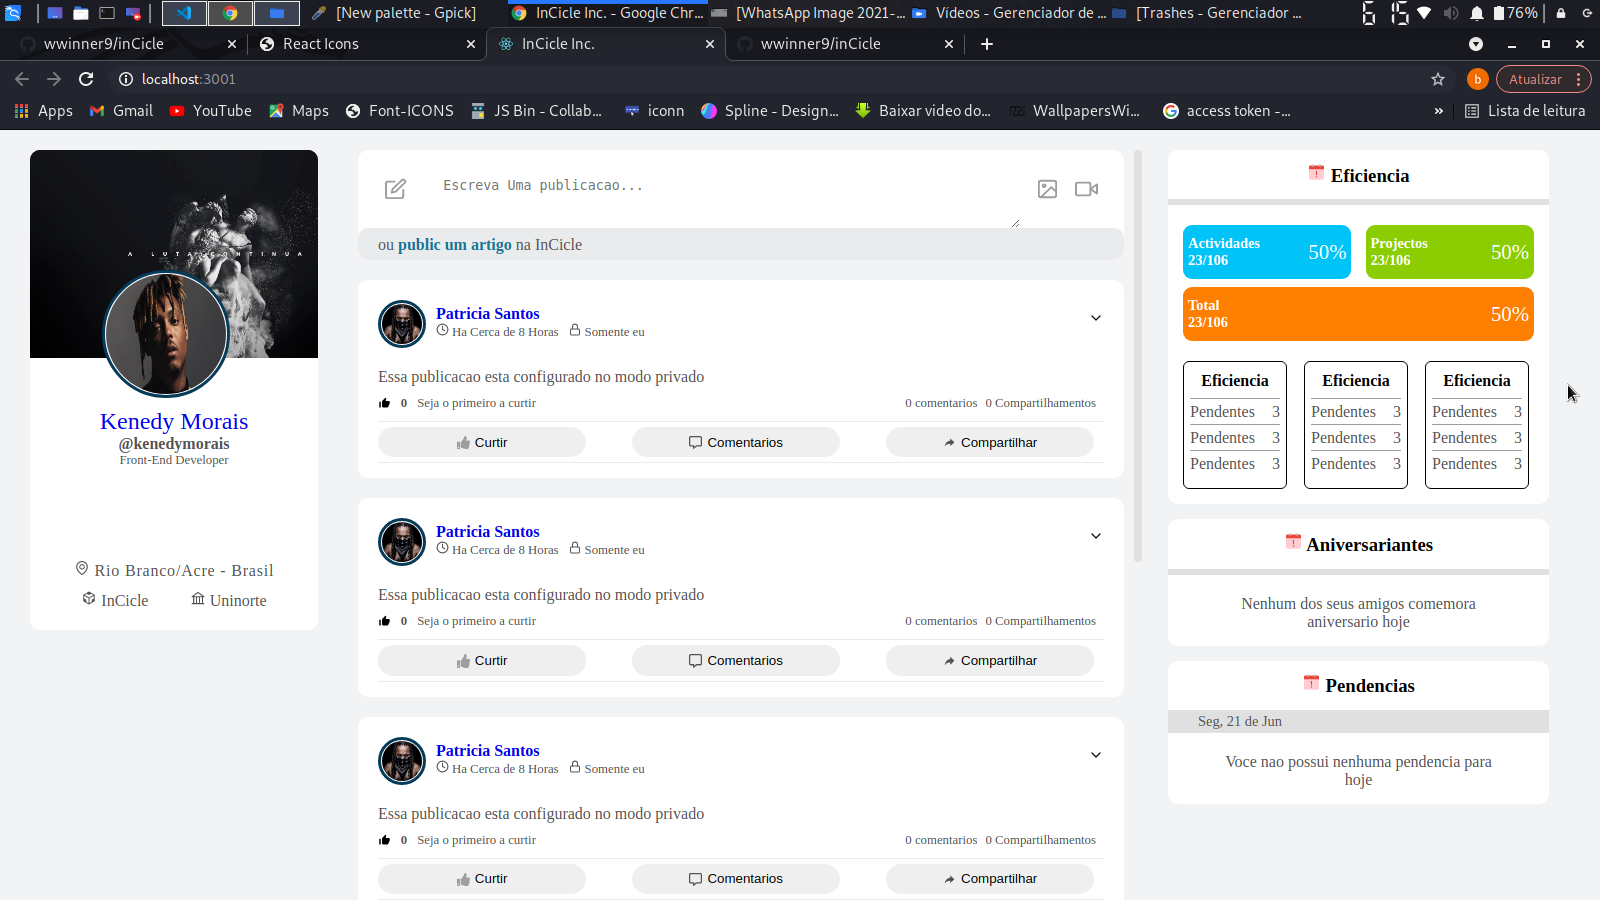 [New palette - Gpick]
InCicle Inc. - Google Chr...
[WhatsApp Image 2021-...
Vídeos - Gerenciador de ...
[Trashes - Gerenciador ...
6 15
76%
wwinner9/inCicle
React Icons
InCicle Inc.
wwinner9/inCicle
localhost:3001
b
Atualizar
Apps
Gmail
YouTube
Maps
Font-ICONS
JS Bin - Collab...
iconn
Spline - Design...
Baixar video do...
WallpapersWi...
access token -...
»
Lista de leitura
A LUTA CONTINUA
Kenedy Morais
@kenedymorais
Front-End Developer
Rio Branco/Acre - Brasil
InCicle
Uninorte
Escreva Uma publicacao...
ou public um artigo na InCicle
Patricia Santos
Ha Cerca de 8 Horas
Somente eu
Essa publicacao esta configurado no modo privado
0 Seja o primeiro a curtir
0 comentarios 0 Compartilhamentos
Curtir
Comentarios
Compartilhar
Patricia Santos
Ha Cerca de 8 Horas
Somente eu
Essa publicacao esta configurado no modo privado
0 Seja o primeiro a curtir
0 comentarios 0 Compartilhamentos
Curtir
Comentarios
Compartilhar
Patricia Santos
Ha Cerca de 8 Horas
Somente eu
Essa publicacao esta configurado no modo privado
0 Seja o primeiro a curtir
0 comentarios 0 Compartilhamentos
Curtir
Comentarios
Compartilhar
Eficiencia
Actividades
23/106
50%
Projectos
23/106
50%
Total
23/106
50%
Eficiencia
Pendentes 3
Pendentes 3
Pendentes 3
Eficiencia
Pendentes 3
Pendentes 3
Pendentes 3
Eficiencia
Pendentes 3
Pendentes 3
Pendentes 3
Aniversariantes
Nenhum dos seus amigos comemora
aniversario hoje
Pendencias
Seg, 21 de Jun
Voce nao possui nenhuma pendencia para
hoje